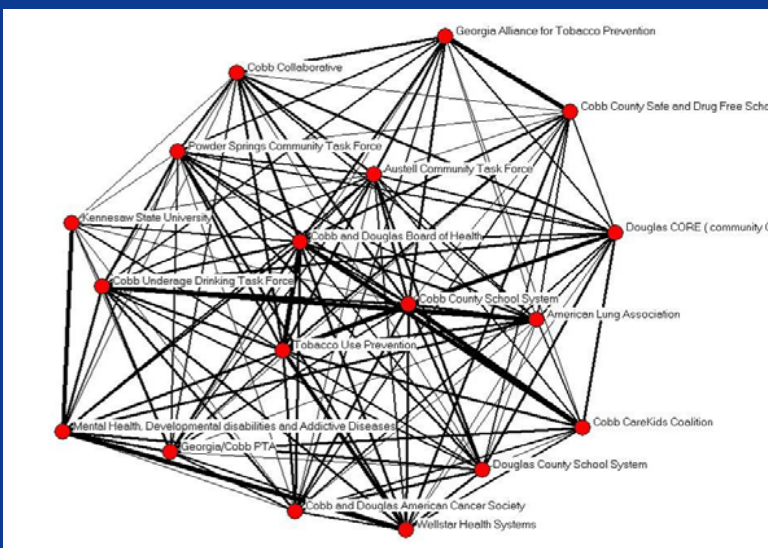 Georgia Alliance for Tobacco Prevention
Cobb Collaborative
Cobb County Safe and Drug Free Scho
Powder Springs Community Task Force
Austell Community Task Force
Kennesaw State University
Cobb and Douglas Board of Health
Douglas CORE ( community C
Cobb Underage Drinking Task Force
Cobb County School System
American Lung Association
Tobacco Use Prevention
Mental Health, Developmental disabilities and Addictive Diseases
Cobb CareKids Coalition
Georgia/Cobb PTA
Douglas County School System
Cobb and Douglas American Cancer Society
Wellstar Health Systems